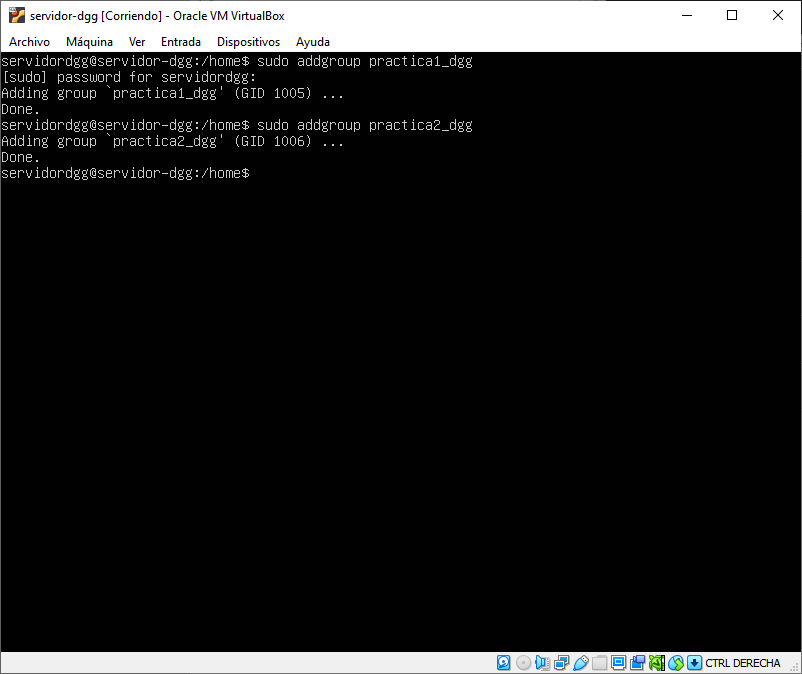 servidor-dgg [Corriendo] - Oracle VM VirtualBox
Archivo Máquina Ver Entrada Dispositivos Ayuda
servidordgg@servidor-dgg:/home$ sudo addgroup practica1_dgg
[sudo] password for servidordgg:
Adding group `practica1_dgg' (GID 1005) ...
Done.
servidordgg@servidor-dgg:/home$ sudo addgroup practica2_dgg
Adding group `practica2_dgg' (GID 1006) ...
Done.
servidordgg@servidor-dgg:/home$
CTRL DERECHA